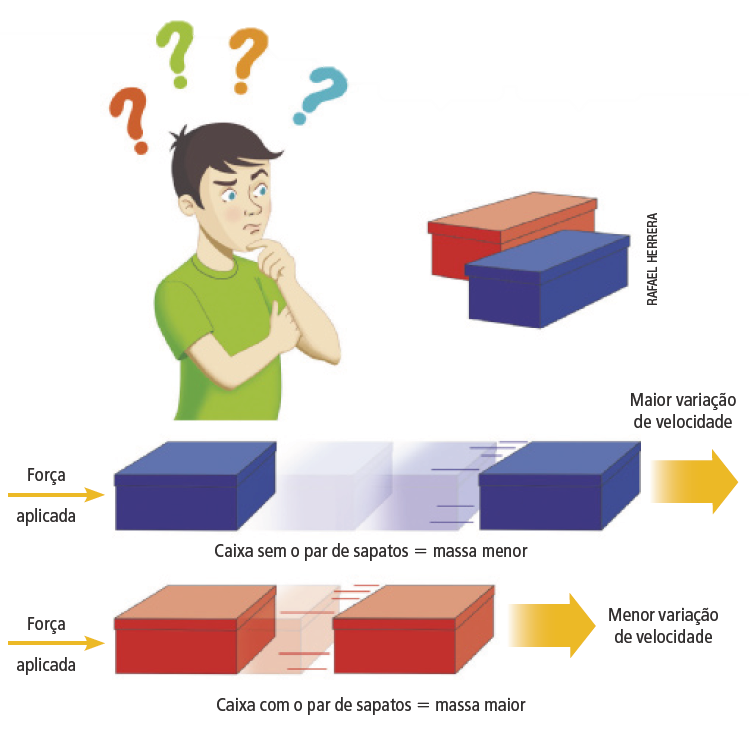 ?
?
?
?
RAFAEL HERRERA
Maior variação
de velocidade
Força
aplicada
Caixa sem o par de sapatos = massa menor
Força
aplicada
Menor variação
de velocidade
Caixa com o par de sapatos = massa maior